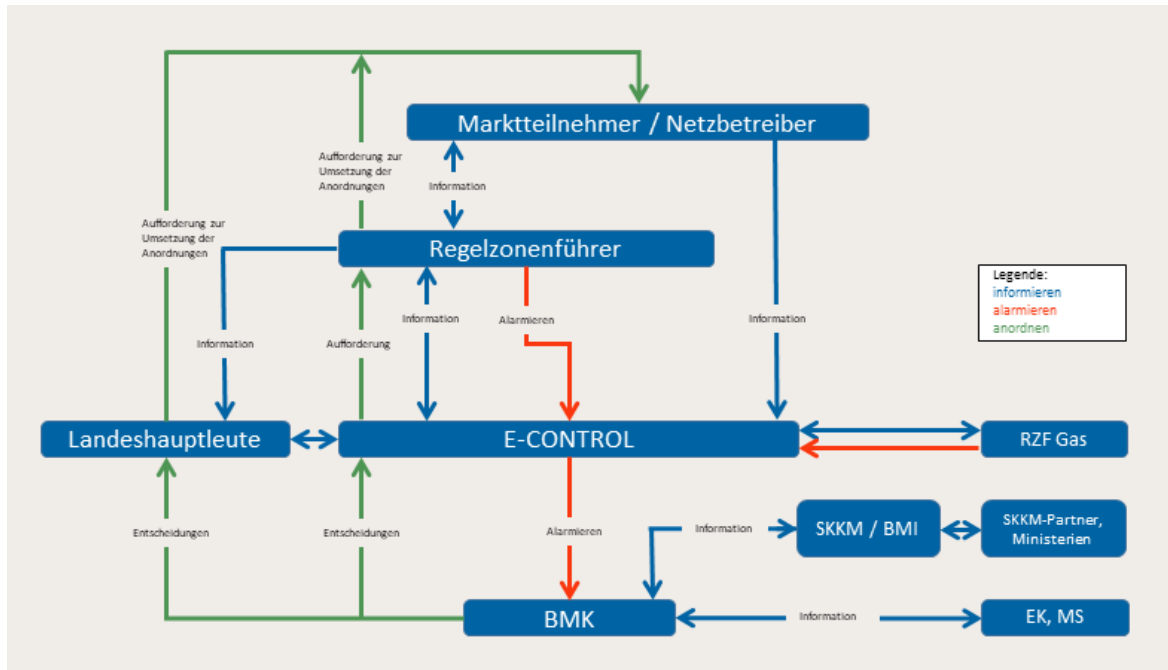 Marktteilnehmer / Netzbetreiber
Aufforderung zur
Umsetzung der
Anordnungen
Information
Aufforderung zur
Umsetzung der
Anordnungen
Regelzonenführer
Legende:
informieren
alarmieren
anordnen
Information
Aufforderung
Information
Alarmieren
Information
Landeshauptleute
E-CONTROL
RZF Gas
Entscheidungen
Entscheidungen
Alarmieren
Information
SKKM / BMI
SKKM-Partner,
Ministerien
BMK
Information
EK, MS